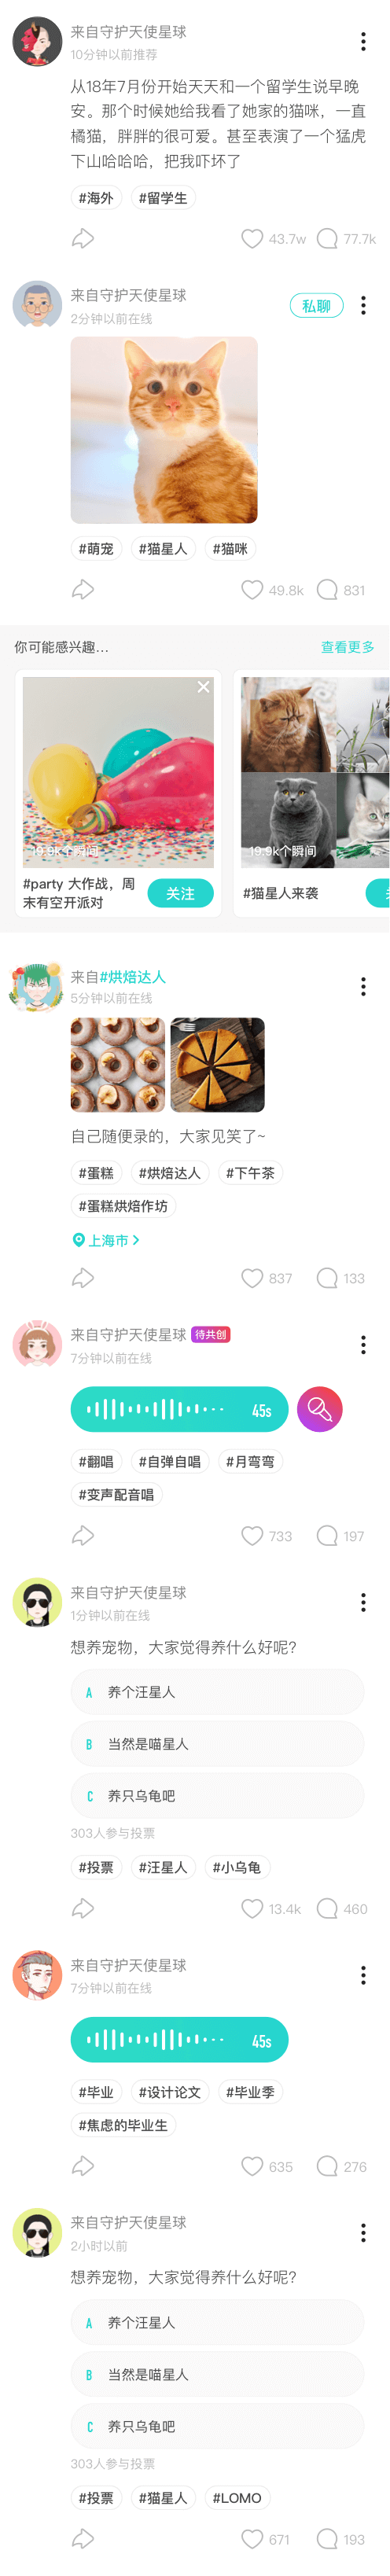 来自守护天使星球
10分钟以前推荐
从18年7月份开始天天和一个留学生说早晚
安。那个时候她给我看了她家的猫咪，一直
橘猫，胖胖的很可爱。甚至表演了一个猛虎
下山哈哈哈，把我吓坏了
#海外 #留学生
43.7w 77.7k
来自守护天使星球
私聊
2分钟以前在线
#萌宠 #猫星人 #猫咪
49.8k 831
你可能感兴趣... 查看更多
19.9k个瞬间 19.9k个瞬间
#party 大作战，周
末有空开派对
关注
#猫星人来袭
来自#烘焙达人
5分钟以前在线
自己随便录的，大家见笑了~
#蛋糕 #烘焙达人 #下午茶
#蛋糕烘焙作坊
上海市
837 133
来自守护天使星球 待共创
7分钟以前在线
45s
#翻唱 #自弹自唱 #月弯弯
#变声配音唱
733 197
来自守护天使星球
1分钟以前在线
想养宠物，大家觉得养什么好呢?
A 养个汪星人
B 当然是喵星人
C 养只乌龟吧
303人参与投票
#投票 #汪星人 #小乌龟
13.4k 460
来自守护天使星球
7分钟以前在线
45s
#毕业 #设计论文 #毕业季
#焦虑的毕业生
635 276
来自守护天使星球
2小时以前
想养宠物，大家觉得养什么好呢?
A 养个汪星人
B 当然是喵星人
C 养只乌龟吧
303人参与投票
#投票 #猫星人 #LOMO
671 193